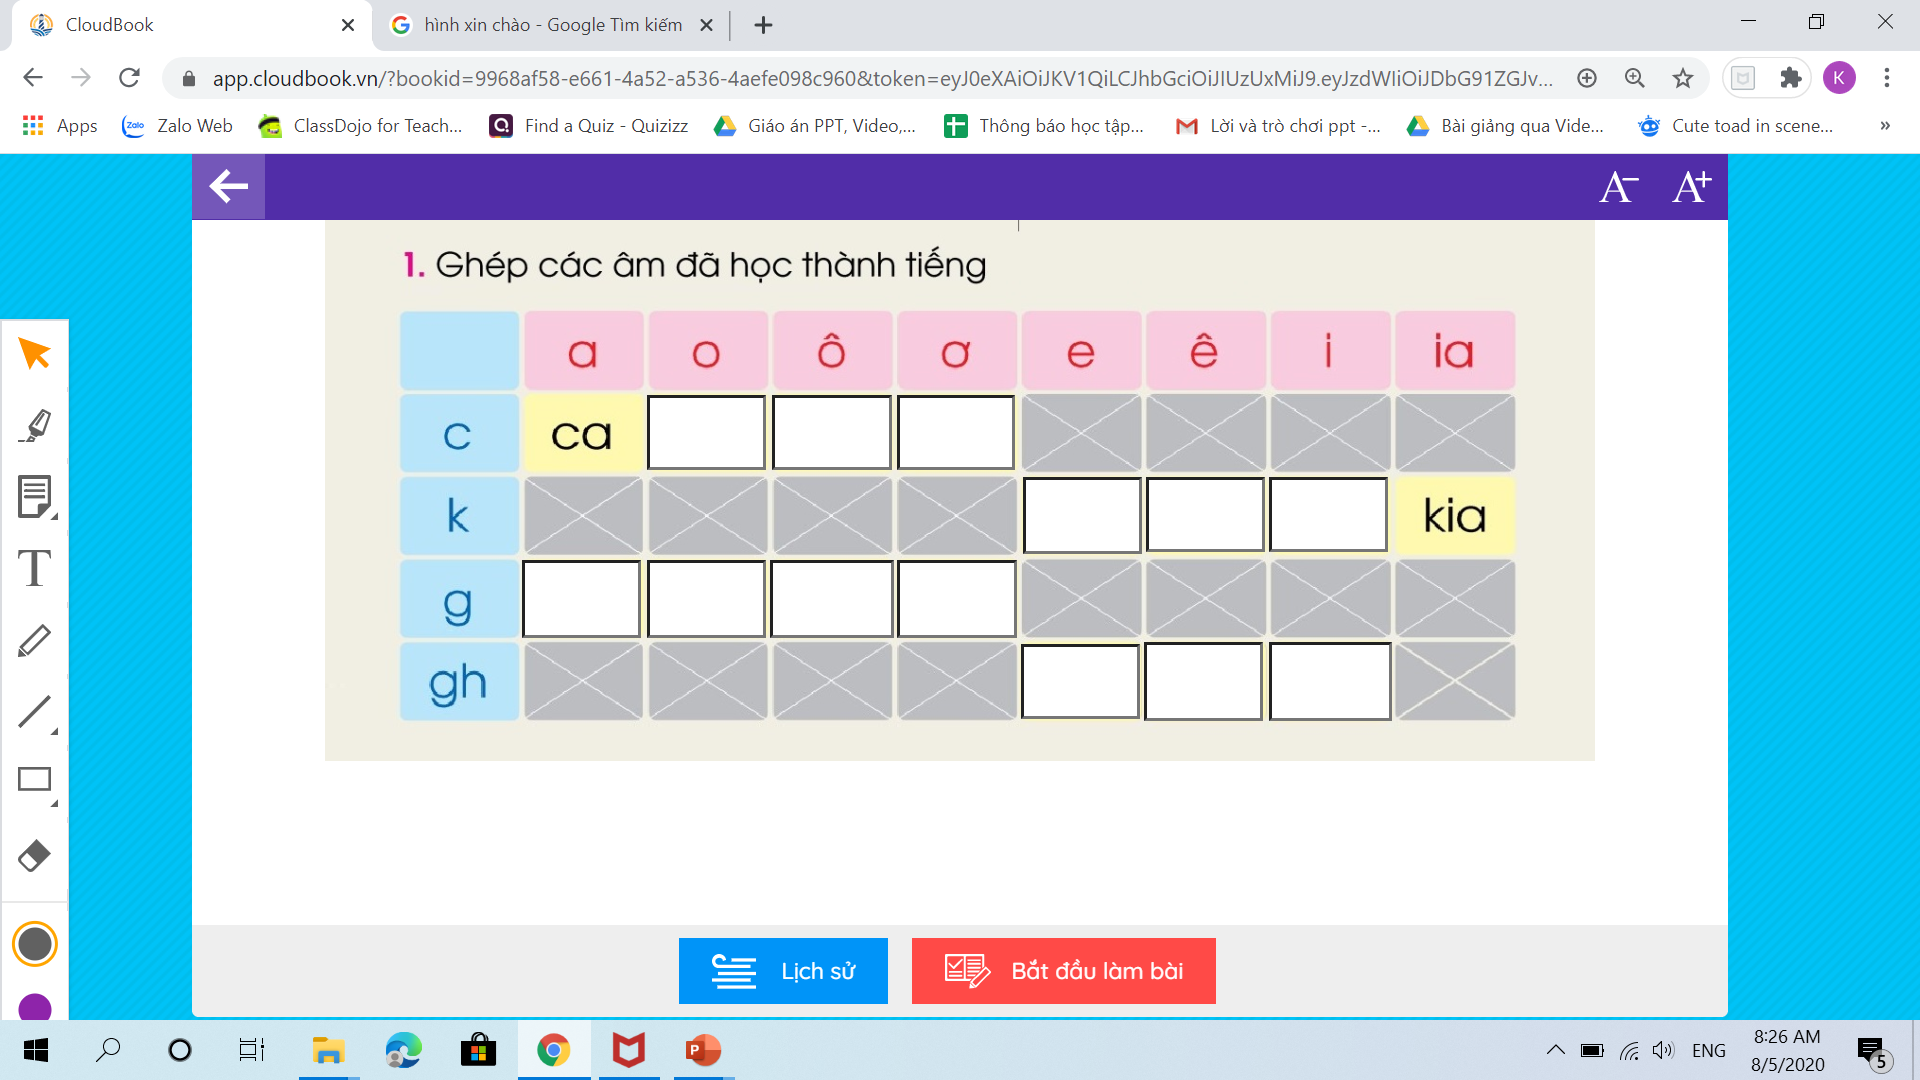 CloudBook
hình xin chào - Google Tìm kiếm
app.cloudbook.vn/?bookid=9968af58-e661-4a52-a536-4aefe098c960&token=eyJ0eXAiOiJKV1QiLCJhbGciOiJIUzUxMiJ9.eyJzdWIiOiJDbG91ZGJv...
K
Apps Zalo Web ClassDojo for Teach... Find a Quiz - Quizizz Giáo án PPT, Video,... Thông báo học tập... Lời và trò chơi ppt -... Bài giảng qua Vide... Cute toad in scene... »
A- A+
1. Ghép các âm đã học thành tiếng
a o ô ơ e ê i ia
c ca
k kia
g
gh
T
Lịch sử Bắt đầu làm bài
ENG
8:26 AM
8/5/2020
5